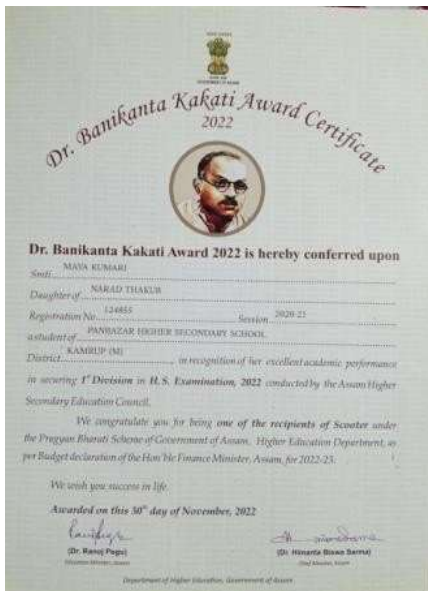 Dr. Banikanta Kakati Award Certificate
2022
Dr. Banikanta Kakati Award 2022 is hereby conferred upon
Smti MAYA KUMARI
Daughter of NARAD THAKUR
Registration No 124855 Session 2020-21
a student of PANBAZAR HIGHER SECONDARY SCHOOL
District KAMRUP (M), in recognition of her excellent academic performance
in securing 1st Division in H.S. Examination, 2022 conducted by the Assam Higher
Secondary Education Council.
We congratulate you for being one of the recipients of Scooter under
the Pragyan Bharati Scheme of Government of Assam, Higher Education Department, as
per Budget declaration of the Hon'ble Finance Minister, Assam, for 2022-23.
We wish you success in life.
Awarded on this 30th day of November, 2022
(Dr. Ranoj Pegu) (Dr. Himanta Biswa Sarma)
Education Minister, Assam Chief Minister, Assam
Department of Higher Education, Government of Assam